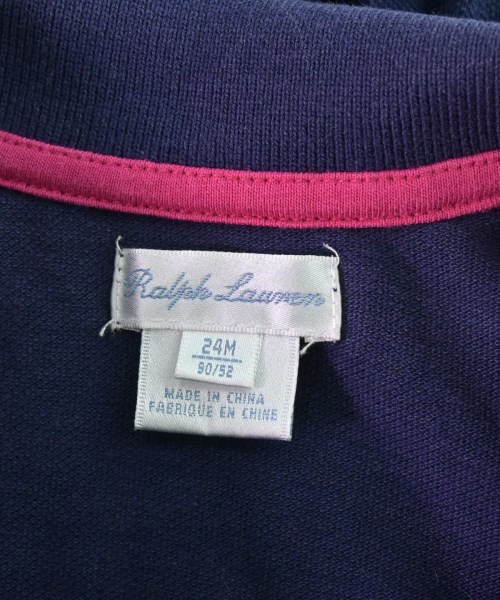 Ralph Lauren
24M
90/52
MADE IN CHINA
FABRIQUE EN CHINE